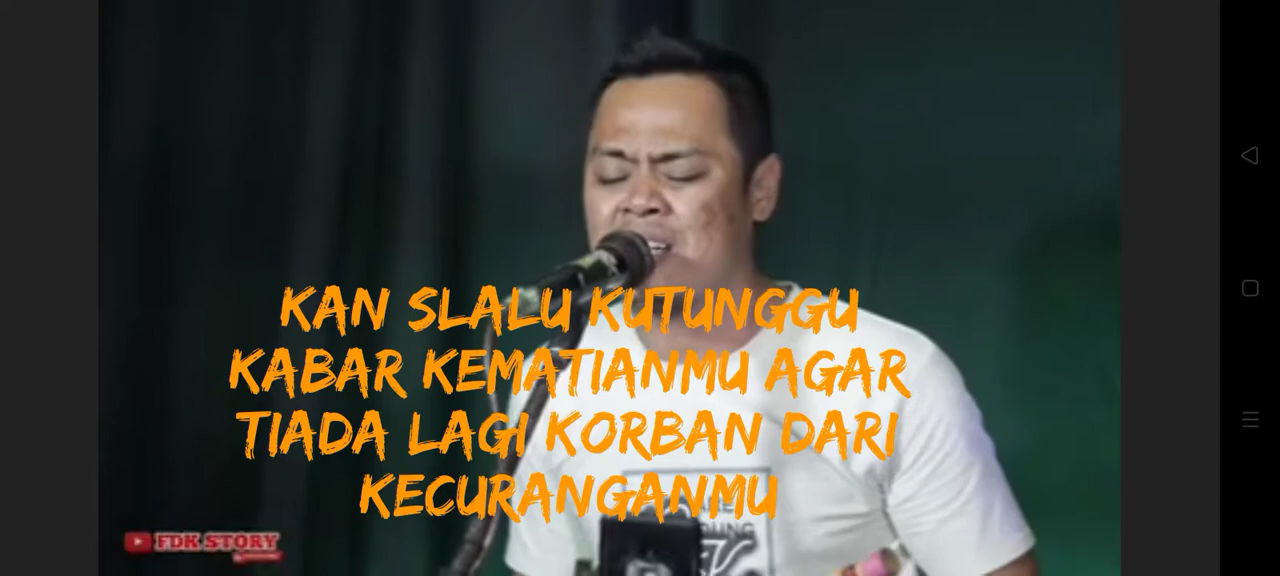 KAN SLALU KUTUNGGU
KABAR KEMATIANMU AGAR
TIADA LAGI KORBAN DARI
KECURANGANMU
FDK STORY